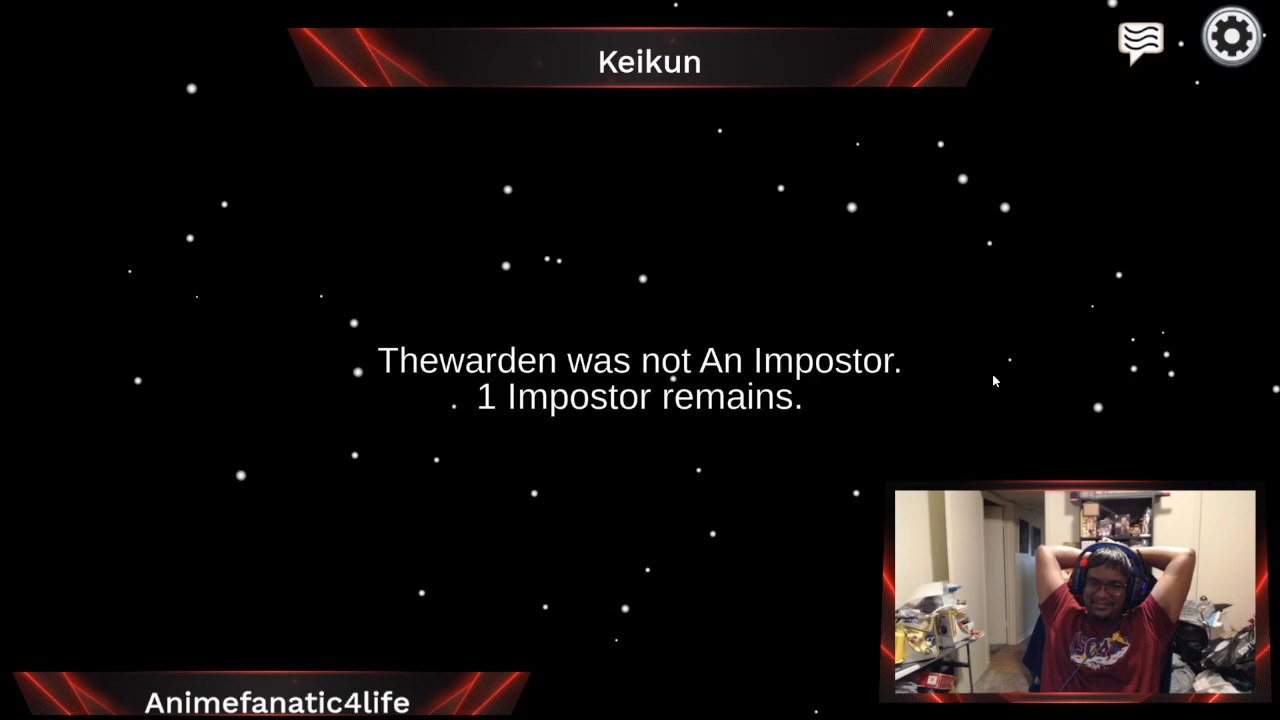 Keikun
Thewarden was not An Impostor.
1 Impostor remains.
Animefanatic4life